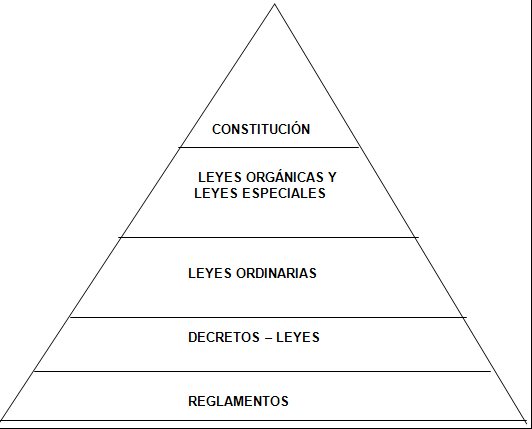 CONSTITUCIÓN
LEYES ORGÁNICAS Y
LEYES ESPECIALES
LEYES ORDINARIAS
DECRETOS – LEYES
REGLAMENTOS